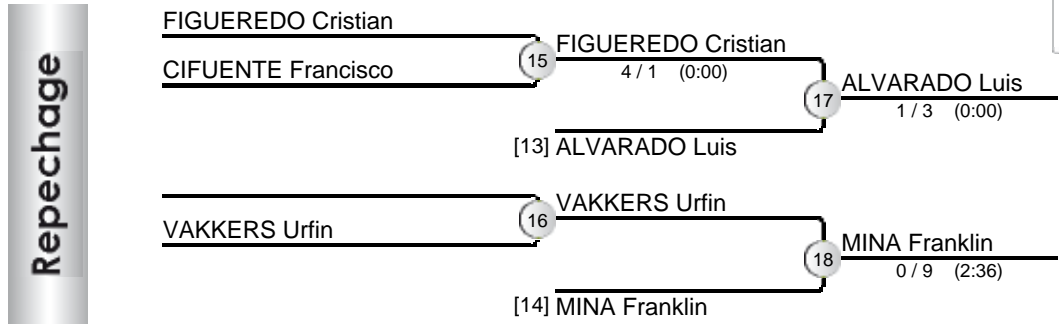 Repechage
FIGUEREDO Cristian
CIFUENTE Francisco
15
FIGUEREDO Cristian
4 / 1 (0:00)
[13] ALVARADO Luis
17
ALVARADO Luis
1 / 3 (0:00)
VAKKERS Urfin
16
VAKKERS Urfin
[14] MINA Franklin
18
MINA Franklin
0 / 9 (2:36)